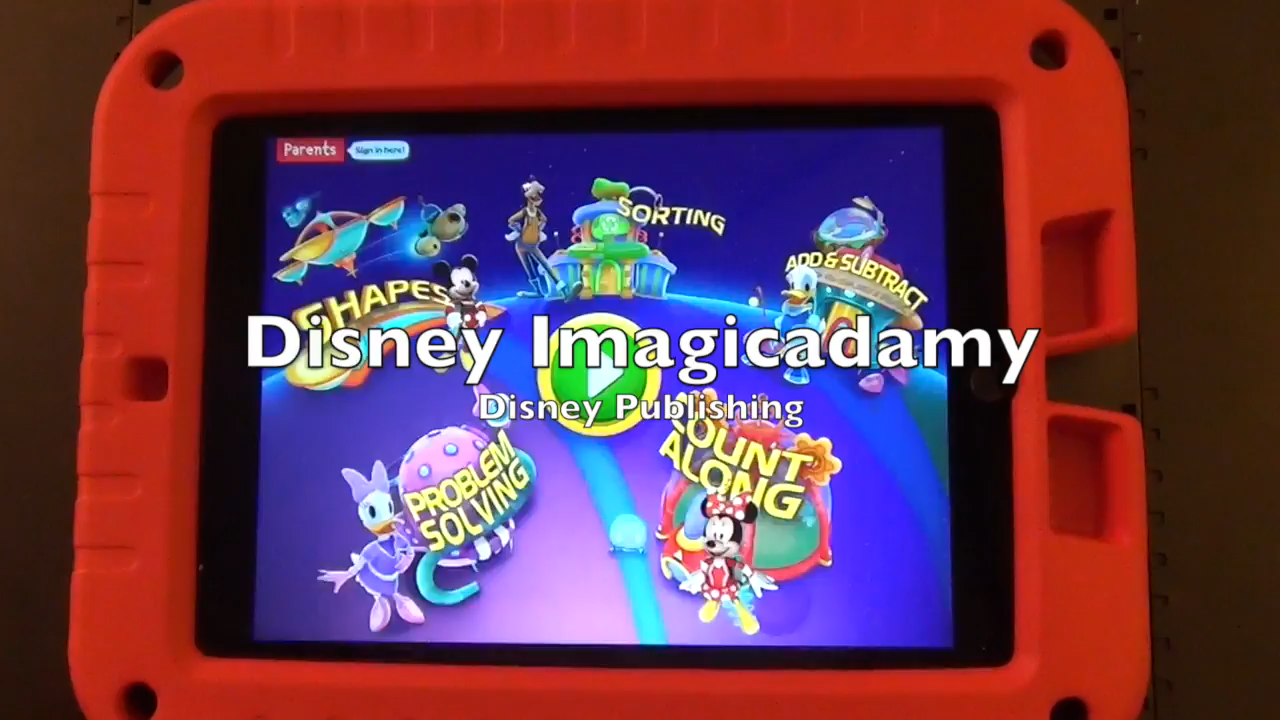 Parents
Sign in here!
SORTING
ADD & SUBTRACT
SHAPES
Disney Imagicadamy
Disney Publishing
PROBLEM
SOLVING
COUNT
ALONG